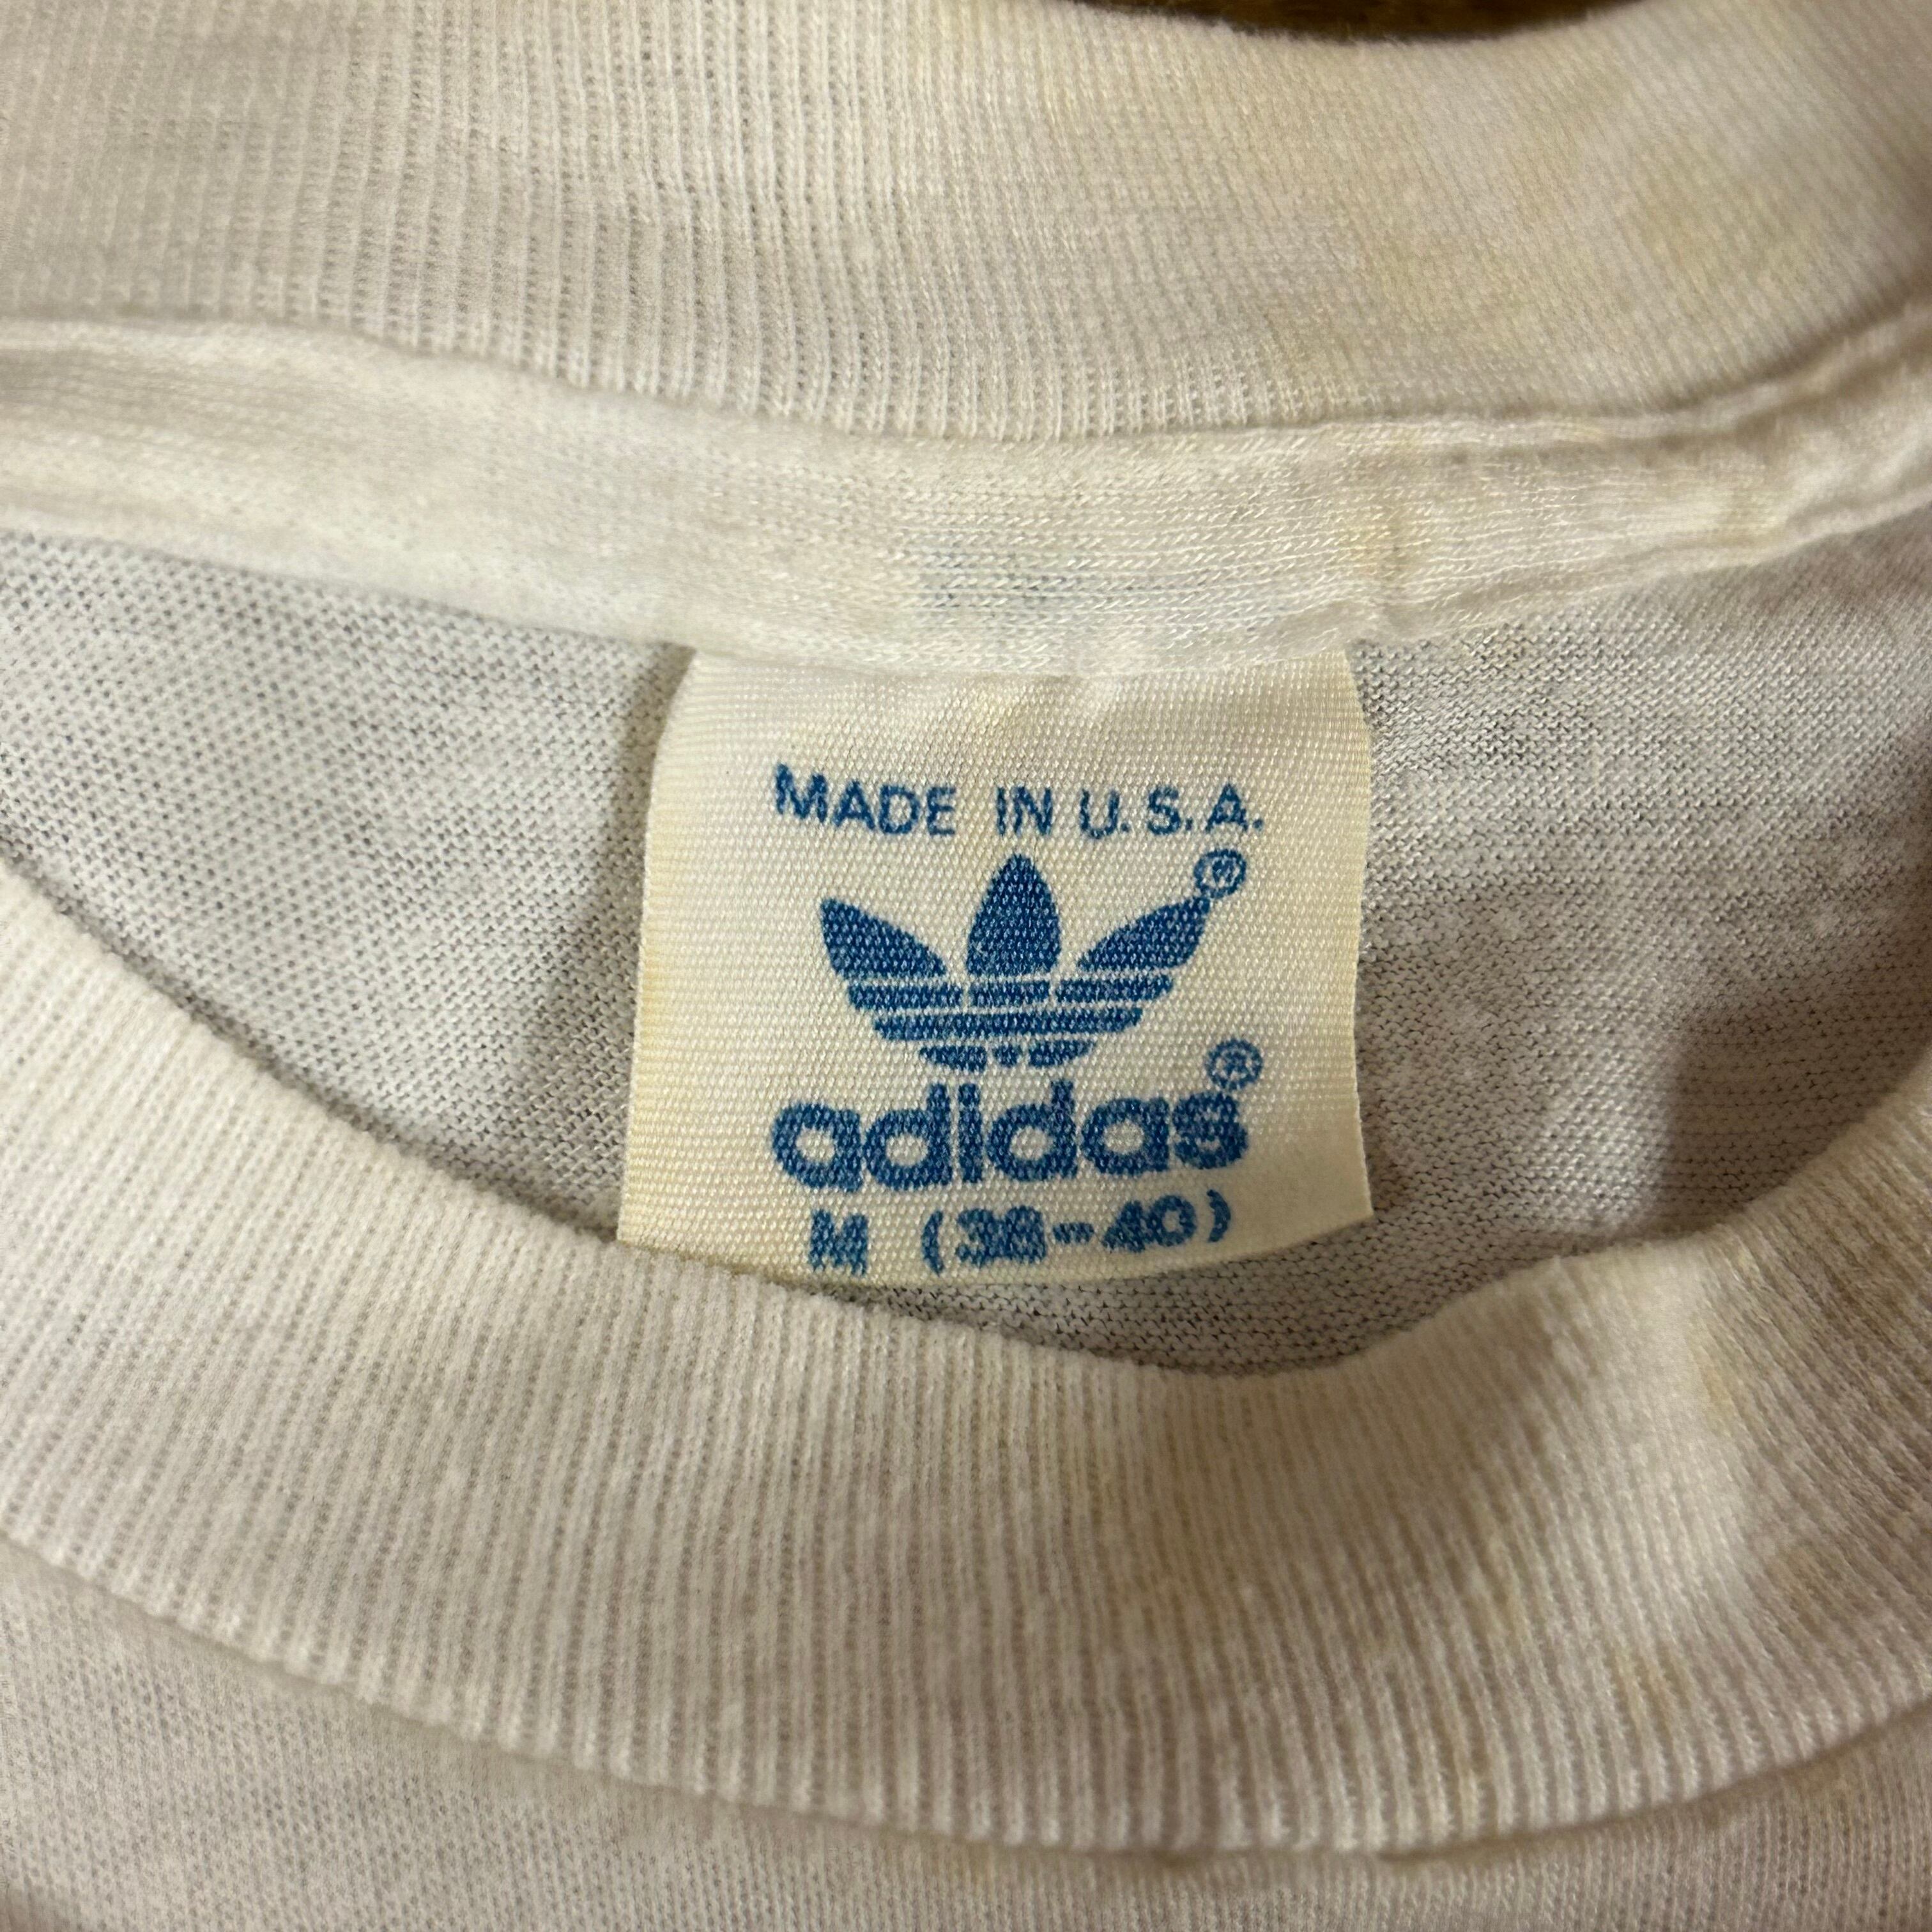 MADE IN U.S.A.
®
adidas®
M (38-40)